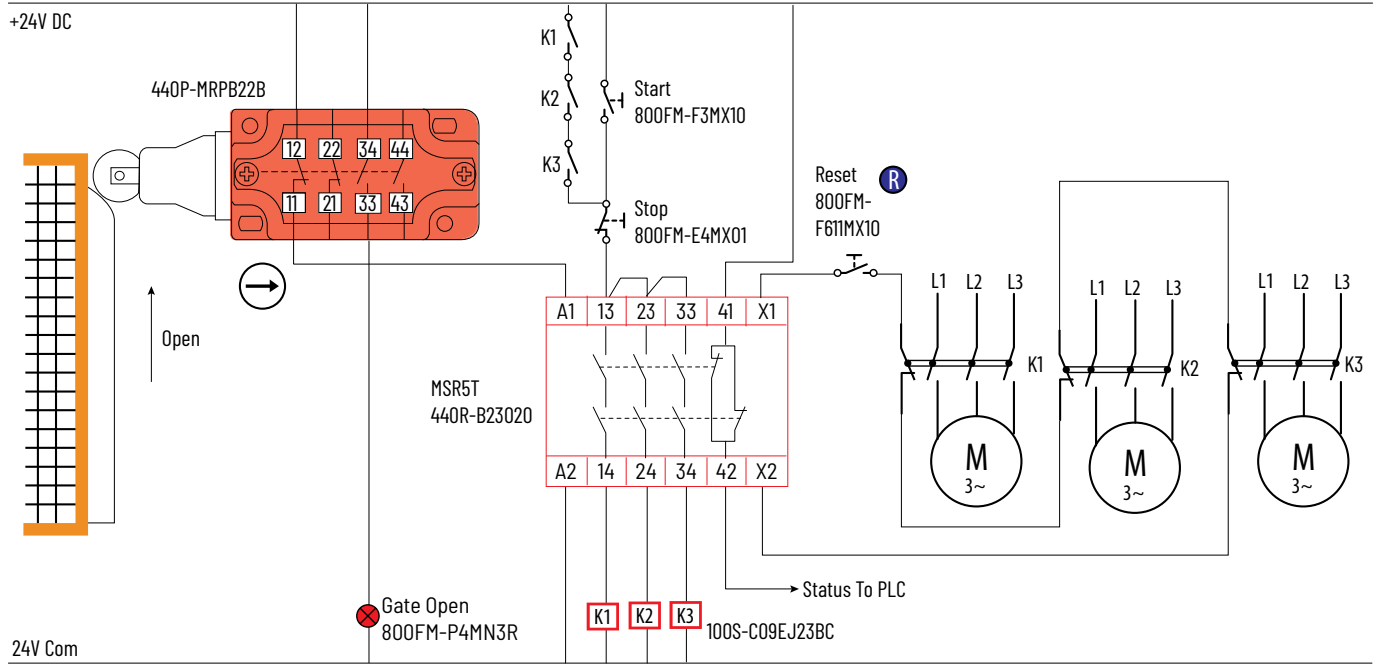 +24V DC
440P-MRPB22B
12 22 34 44
11 21 33 43
Open
K1
K2
K3
Start
800FM-F3MX10
Stop
800FM-E4MX01
Reset
800FM-
F611MX10
R
A1 13 23 33 41 X1
MSR5T
440R-B23020
A2 14 24 34 42 X2
L1 L2 L3
K1
M
3~
L1 L2 L3
K2
M
3~
L1 L2 L3
K3
M
3~
Status To PLC
K1 K2 K3
100S-C09EJ23BC
Gate Open
800FM-P4MN3R
24V Com